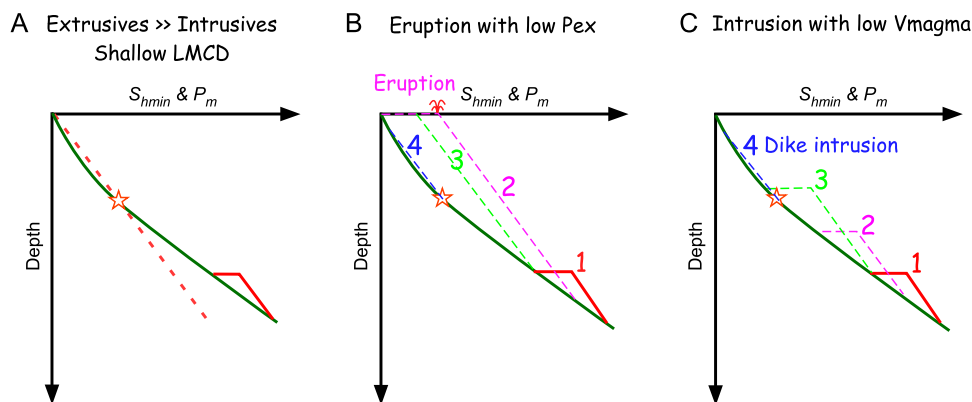 A Extrusives >> Intrusives
Shallow LMCD
Shmin & Pm
Depth
B Eruption with low Pex
Eruption
Shmin & Pm
4
3
2
1
Depth
C Intrusion with low Vmagma
Shmin & Pm
4 Dike intrusion
3
2
1
Depth